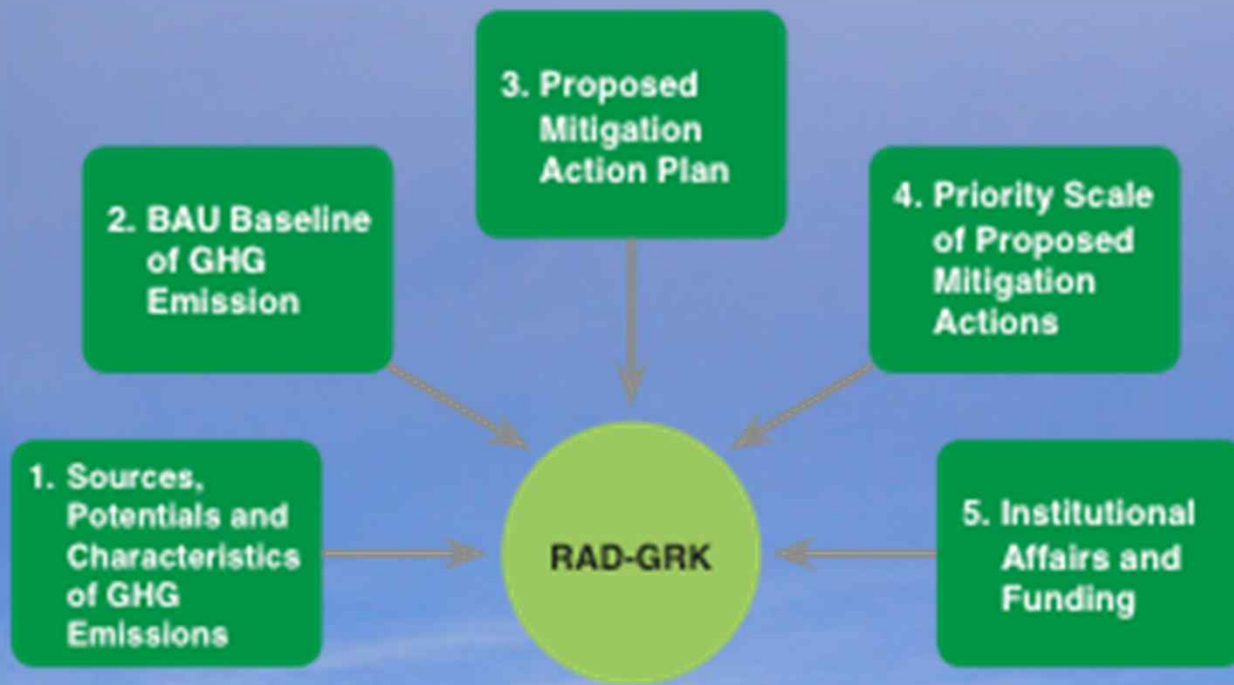 1. Sources,
Potentials and
Characteristics
of GHG
Emissions
2. BAU Baseline
of GHG
Emission
3. Proposed
Mitigation
Action Plan
4. Priority Scale
of Proposed
Mitigation
Actions
5. Institutional
Affairs and
Funding
RAD-GRK